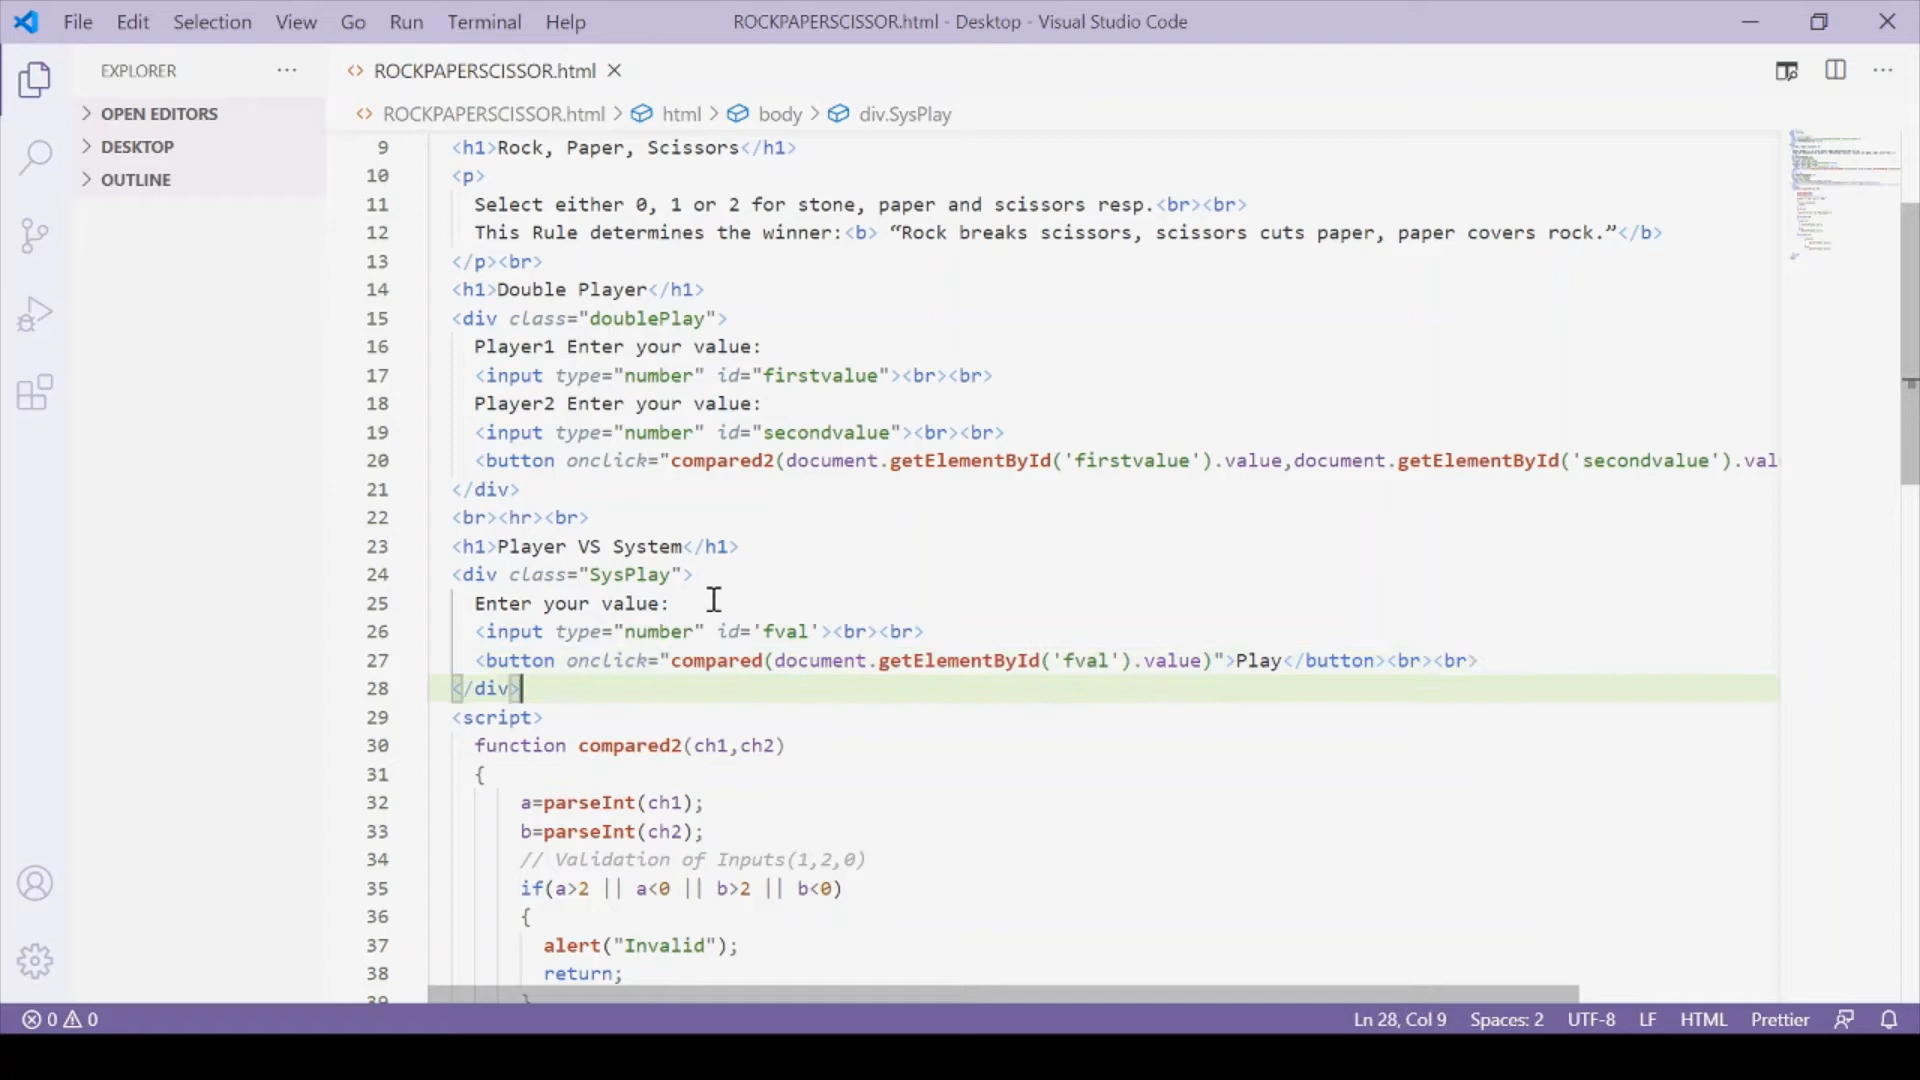 File Edit Selection View Go Run Terminal Help ROCKPAPERSCISSOR.html - Desktop - Visual Studio Code
EXPLORER ···
OPEN EDITORS
DESKTOP
OUTLINE
<> ROCKPAPERSCISSOR.html ×
<> ROCKPAPERSCISSOR.html > html > body > div.SysPlay
9 <h1>Rock, Paper, Scissors</h1>
10 <p>
11 Select either 0, 1 or 2 for stone, paper and scissors resp.<br><br>
12 This Rule determines the winner:<b> “Rock breaks scissors, scissors cuts paper, paper covers rock.”</b>
13 </p><br>
14 <h1>Double Player</h1>
15 <div class="doublePlay">
16 Player1 Enter your value:
17 <input type="number" id="firstvalue"><br><br>
18 Player2 Enter your value:
19 <input type="number" id="secondvalue"><br><br>
20 <button onclick="compared2(document.getElementById('firstvalue').value,document.getElementById('secondvalue').val
21 </div>
22 <br><hr><br>
23 <h1>Player VS System</h1>
24 <div class="SysPlay">
25 Enter your value:
26 <input type="number" id='fval'><br><br>
27 <button onclick="compared(document.getElementById('fval').value)">Play</button><br><br>
28 </div>
29 <script>
30 function compared2(ch1,ch2)
31 {
32 a=parseInt(ch1);
33 b=parseInt(ch2);
34 // Validation of Inputs(1,2,0)
35 if(a>2 || a<0 || b>2 || b<0)
36 {
37 alert("Invalid");
38 return;
39 }
0 0 Ln 28, Col 9 Spaces: 2 UTF-8 LF HTML Prettier